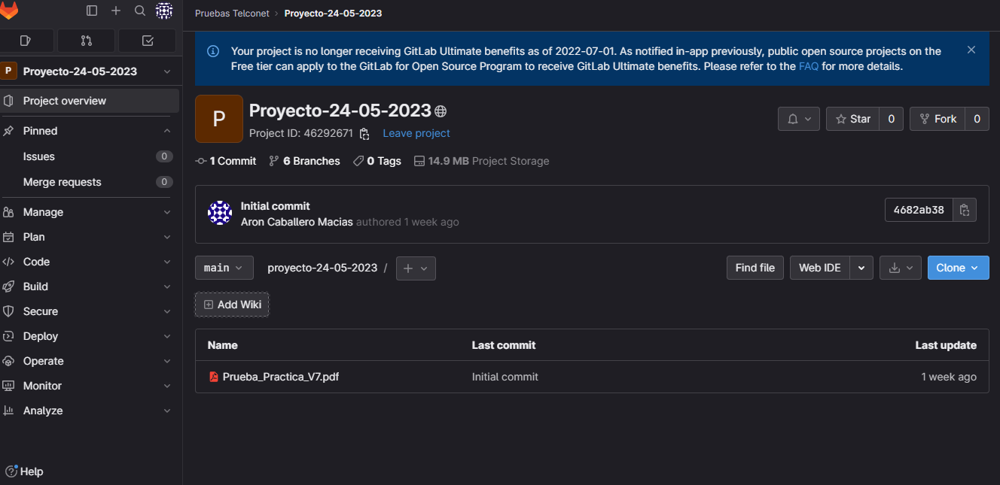 Pruebas Telconet › Proyecto-24-05-2023
P Proyecto-24-05-2023
Project overview
Pinned
Issues 0
Merge requests 0
Manage
Plan
Code
Build
Secure
Deploy
Operate
Monitor
Analyze
Help
Your project is no longer receiving GitLab Ultimate benefits as of 2022-07-01. As notified in-app previously, public open source projects on the
Free tier can apply to the GitLab for Open Source Program to receive GitLab Ultimate benefits. Please refer to the FAQ for more details.
P
Proyecto-24-05-2023
Project ID: 46292671 Leave project
Star 0 Fork 0
1 Commit 6 Branches 0 Tags 14.9 MB Project Storage
Initial commit
Aron Caballero Macias authored 1 week ago
4682ab38
main proyecto-24-05-2023 / + Find file Web IDE Clone
Add Wiki
Name Last commit Last update
Prueba_Practica_V7.pdf Initial commit 1 week ago